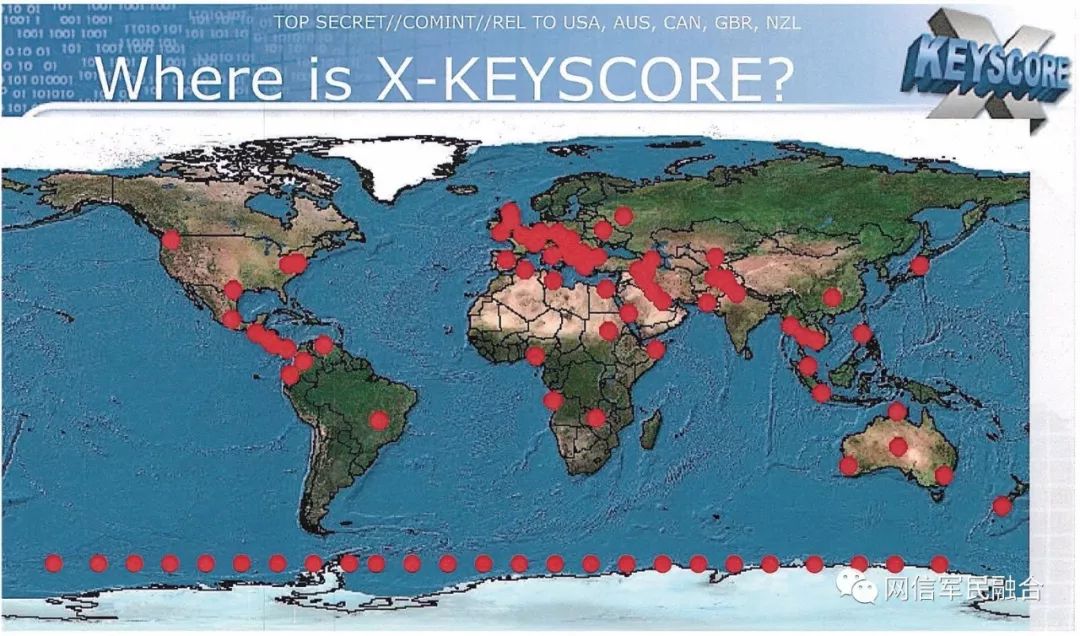 TOP SECRET//COMINT//REL TO USA, AUS, CAN, GBR, NZL
Where is X-KEYSCORE?
X
KEYSCORE
网信军民融合